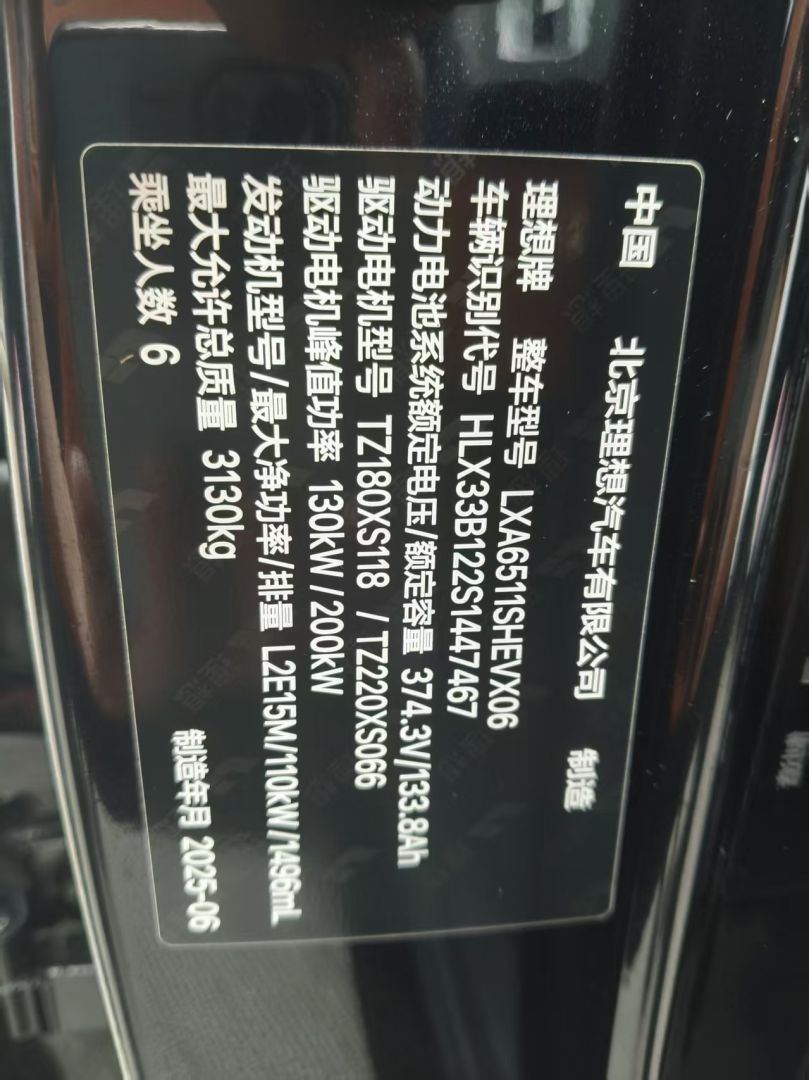 中国 北京理想汽车有限公司 制造
理想牌 整车型号 LXA6511SHEVX06
车辆识别代号 HLX33B122S1447467
动力电池系统额定电压/额定容量 374.3V/133.8Ah
驱动电机型号 TZ180XS118 / TZ220XS066
驱动电机峰值功率 130kW/200kW
发动机型号/最大净功率/排量 L2E15M/110kW/1496mL
最大允许总质量 3130kg
乘坐人数 6 制造年月 2025-06